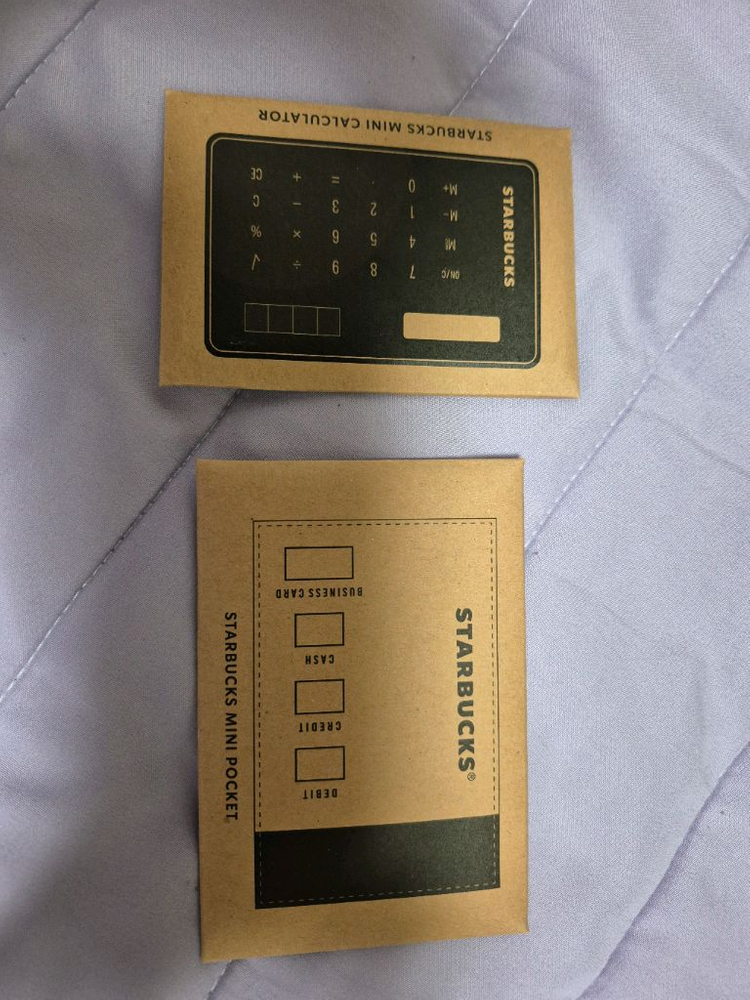 STARBUCKS
ON/C 7 8 9 ÷ √
4 5 6 × %
M- 1 2 3 - C
M+ 0 . = + CE
STARBUCKS MINI CALCULATOR
STARBUCKS®
DEBIT
CREDIT
CASH
BUSINESS CARD
STARBUCKS MINI POCKET